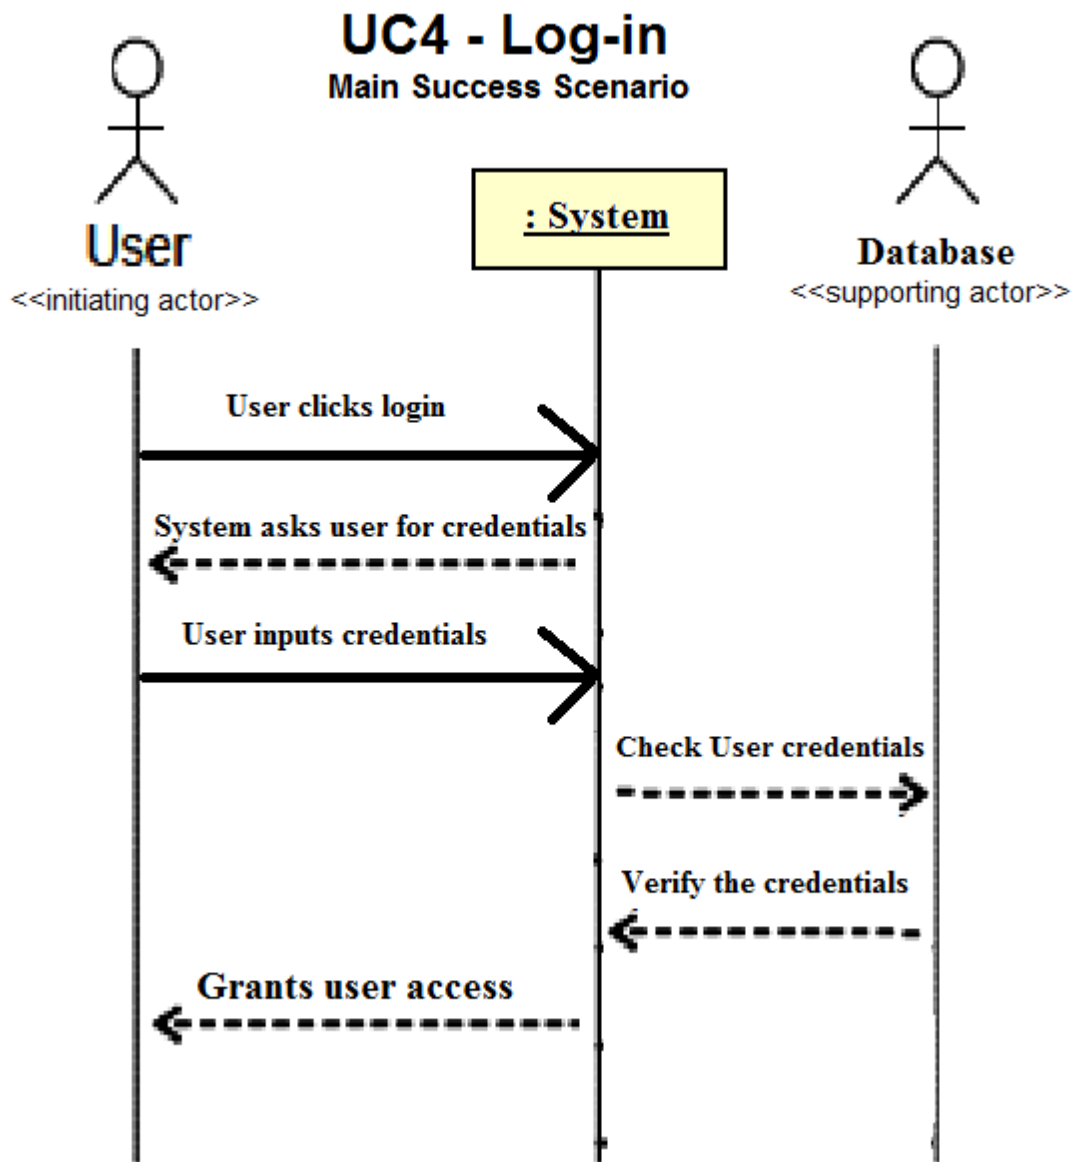 UC4 - Log-in
Main Success Scenario
: System
User
<<initiating actor>>
Database
<<supporting actor>>
User clicks login
System asks user for credentials
User inputs credentials
Check User credentials
Verify the credentials
Grants user access